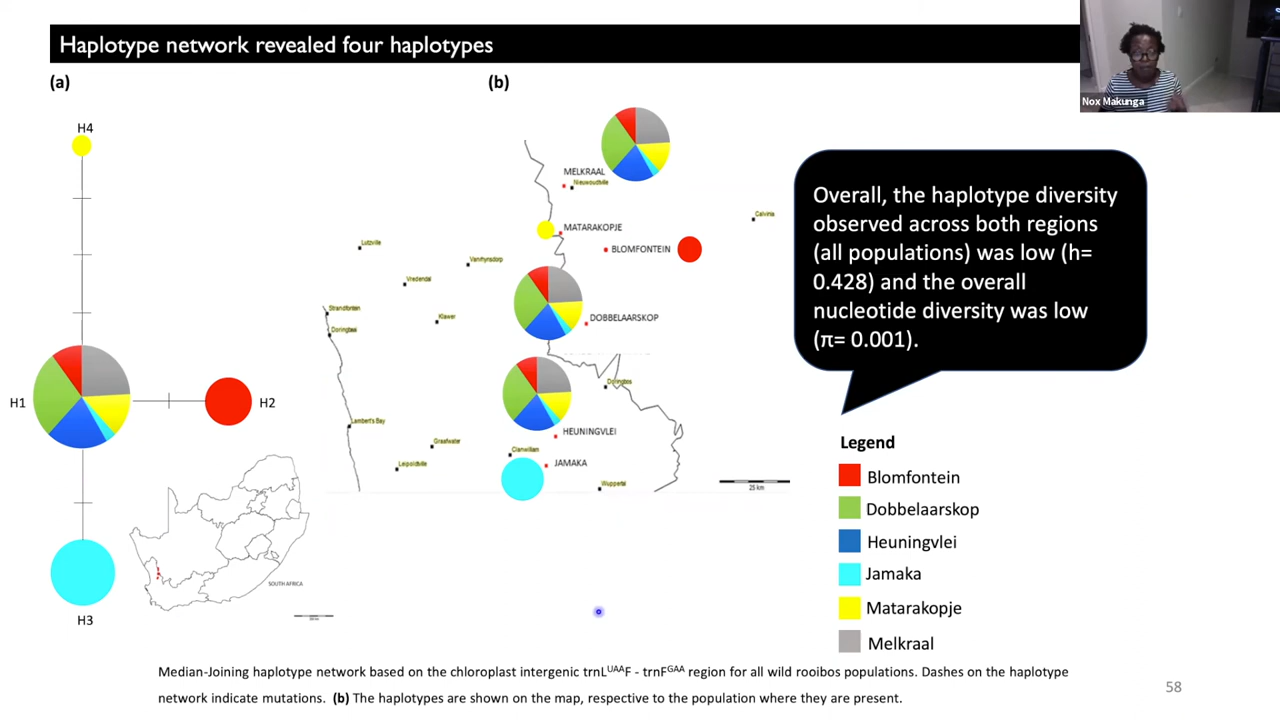 Haplotype network revealed four haplotypes
Nox Makunga
(a)
H4
H1
H2
H3
SOUTH AFRICA
(b)
MELKRAAL
Nieuwoudtville
MATARAKOPJE
BLOMFONTEIN
Calvinia
Lutzville
Vanrhynsdorp
Vredendal
Strandfontein
Doringbaai
Klawer
DOBBELAARSKOP
Doringbos
Lambert's Bay
Graafwater
Leipoldtville
HEUNINGVLEI
Clanwilliam
JAMAKA
Wuppertal
25 km
Overall, the haplotype diversity
observed across both regions
(all populations) was low (h=
0.428) and the overall
nucleotide diversity was low
(π= 0.001).
Legend
Blomfontein
Dobbelaarskop
Heuningvlei
Jamaka
Matarakopje
Melkraal
Median-Joining haplotype network based on the chloroplast intergenic trnLUAAF - trnFGAA region for all wild rooibos populations. Dashes on the haplotype
network indicate mutations. (b) The haplotypes are shown on the map, respective to the population where they are present.
58